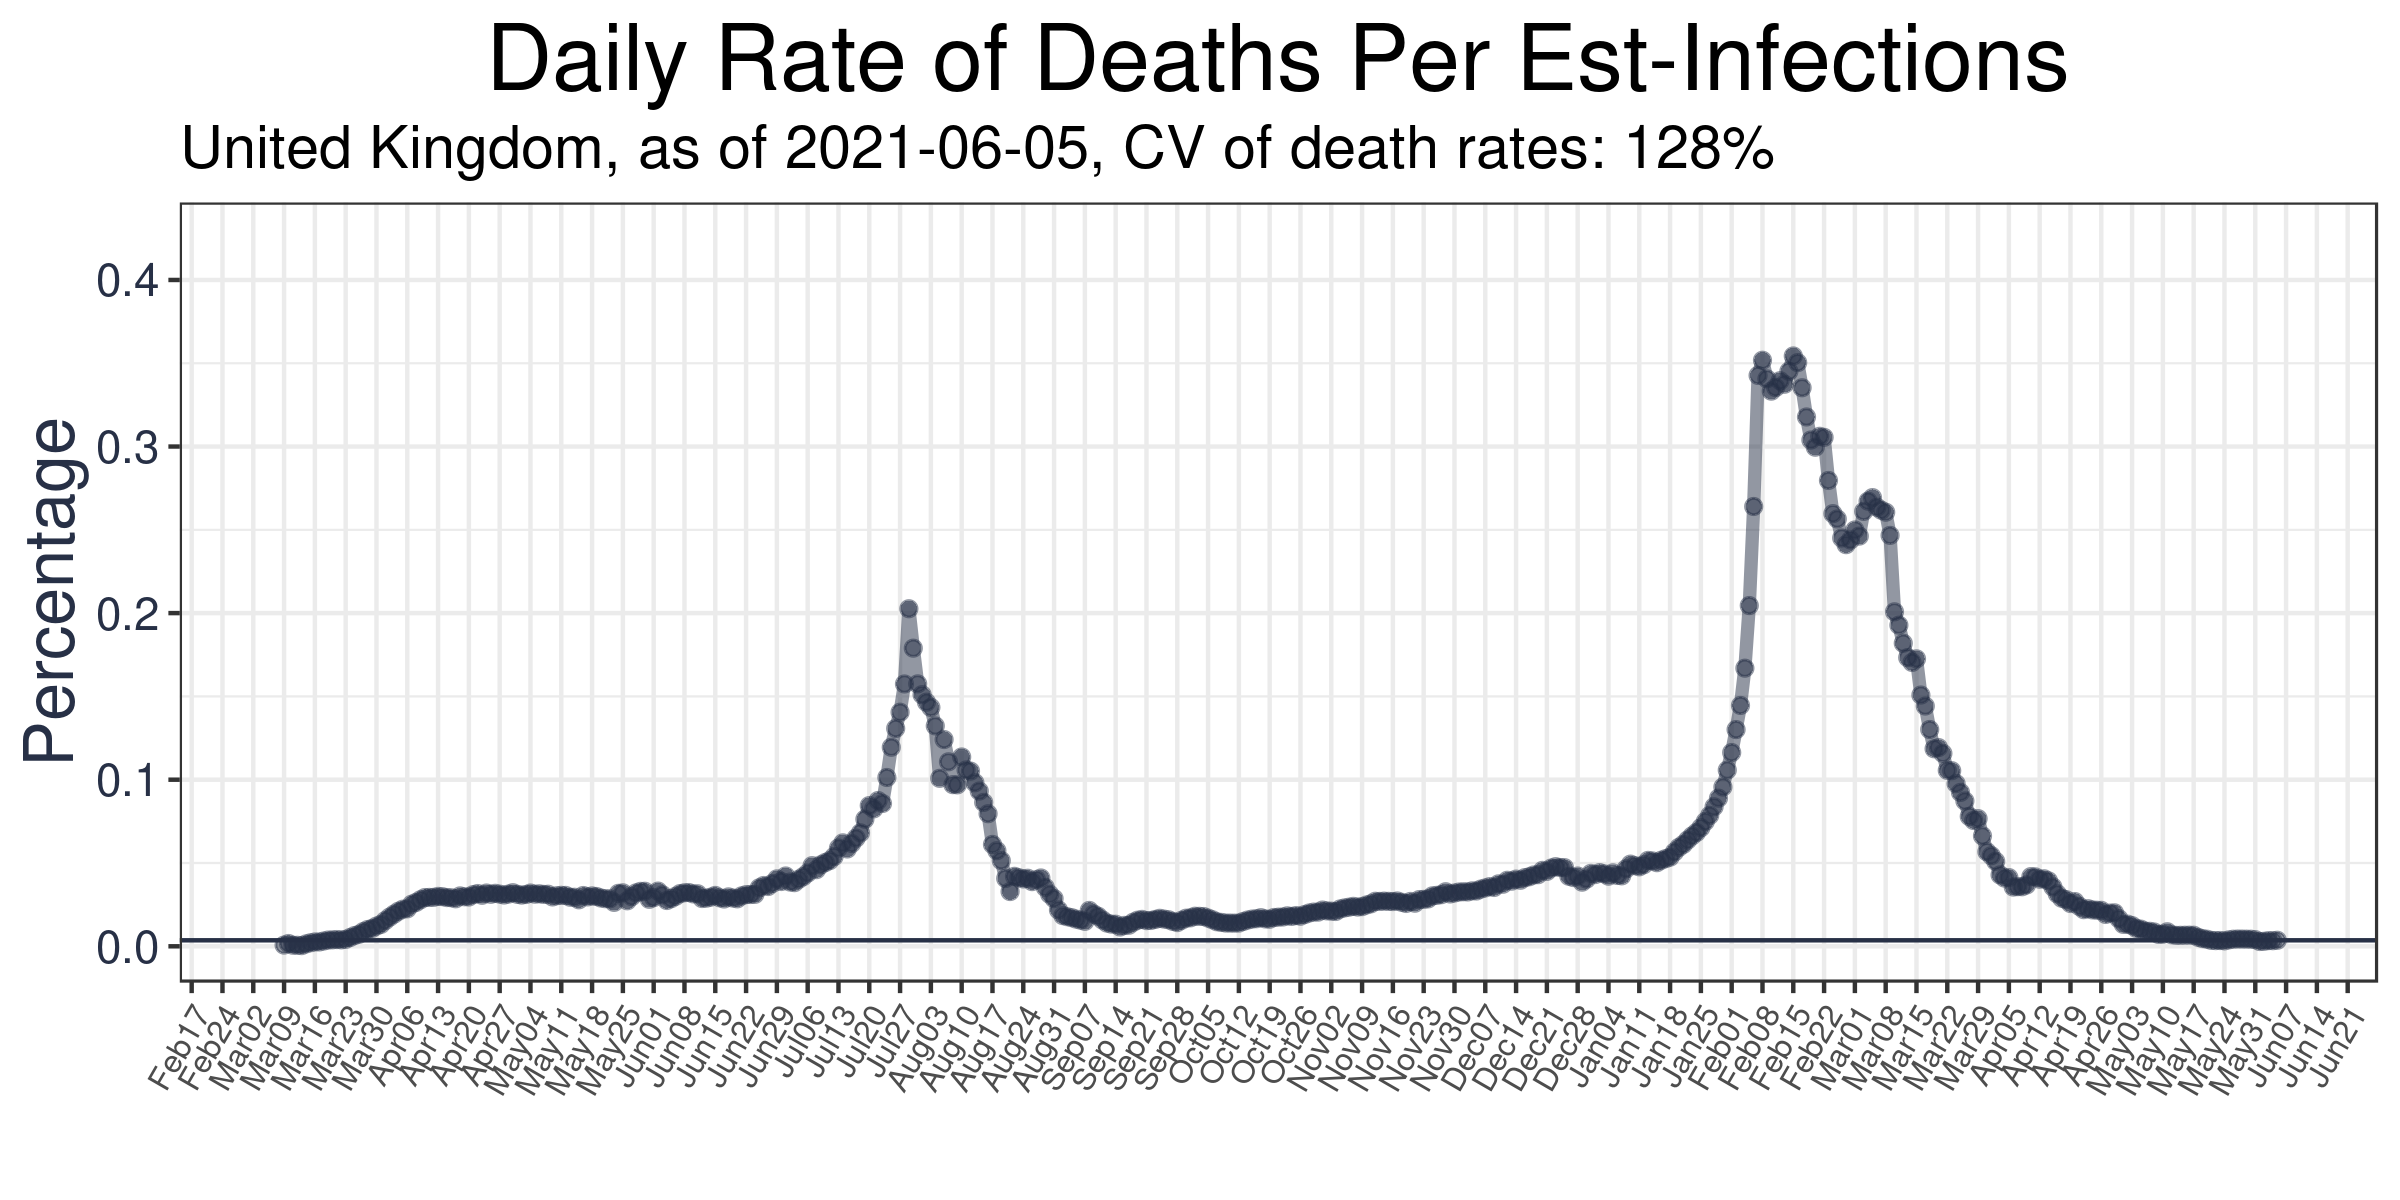 Daily Rate of Deaths Per Est-Infections
United Kingdom, as of 2021-06-05, CV of death rates: 128%
Percentage
0.4
0.3
0.2
0.1
0.0
Feb17
Feb24
Mar02
Mar09
Mar16
Mar23
Mar30
Apr06
Apr13
Apr20
Apr27
May04
May11
May18
May25
Jun01
Jun08
Jun15
Jun22
Jun29
Jul06
Jul13
Jul20
Jul27
Aug03
Aug10
Aug17
Aug24
Aug31
Sep07
Sep14
Sep21
Sep28
Oct05
Oct12
Oct19
Oct26
Nov02
Nov09
Nov16
Nov23
Nov30
Dec07
Dec14
Dec21
Dec28
Jan04
Jan11
Jan18
Jan25
Feb01
Feb08
Feb15
Feb22
Mar01
Mar08
Mar15
Mar22
Mar29
Apr05
Apr12
Apr19
Apr26
May03
May10
May17
May24
May31
Jun07
Jun14
Jun21